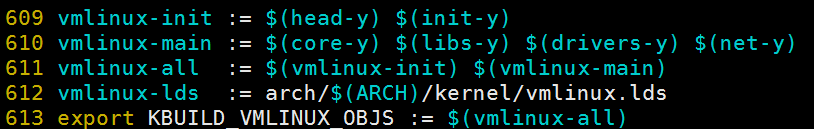 609 vmlinux-init := $(head-y) $(init-y)
610 vmlinux-main := $(core-y) $(libs-y) $(drivers-y) $(net-y)
611 vmlinux-all  := $(vmlinux-init) $(vmlinux-main)
612 vmlinux-lds  := arch/$(ARCH)/kernel/vmlinux.lds
613 export KBUILD_VMLINUX_OBJS := $(vmlinux-all)